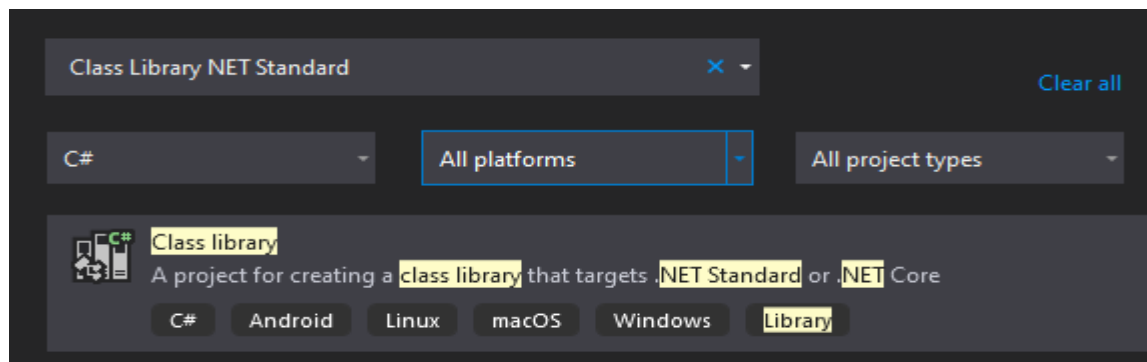 Class Library NET Standard
Clear all
C# All platforms All project types
C#
Class library
A project for creating a class library that targets .NET Standard or .NET Core
C# Android Linux macOS Windows Library